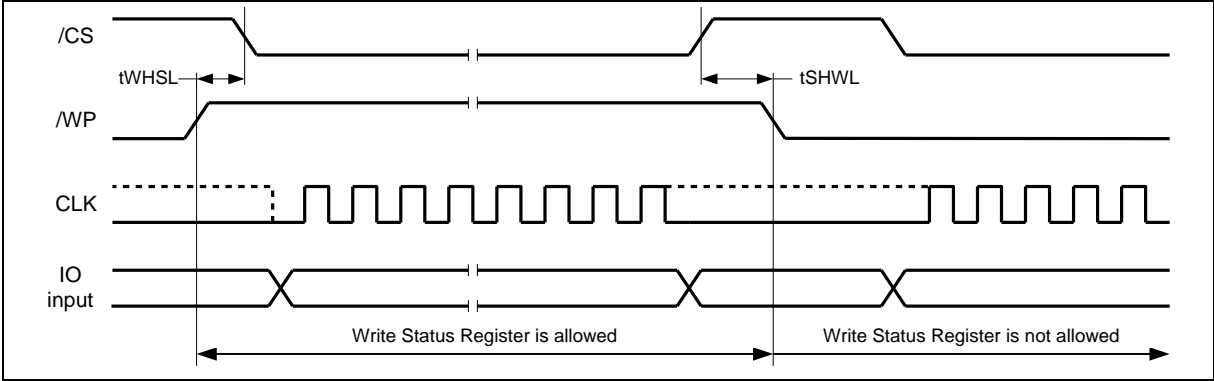 /CS
tWHSL
tSHWL
/WP
CLK
IO
input
Write Status Register is allowed
Write Status Register is not allowed